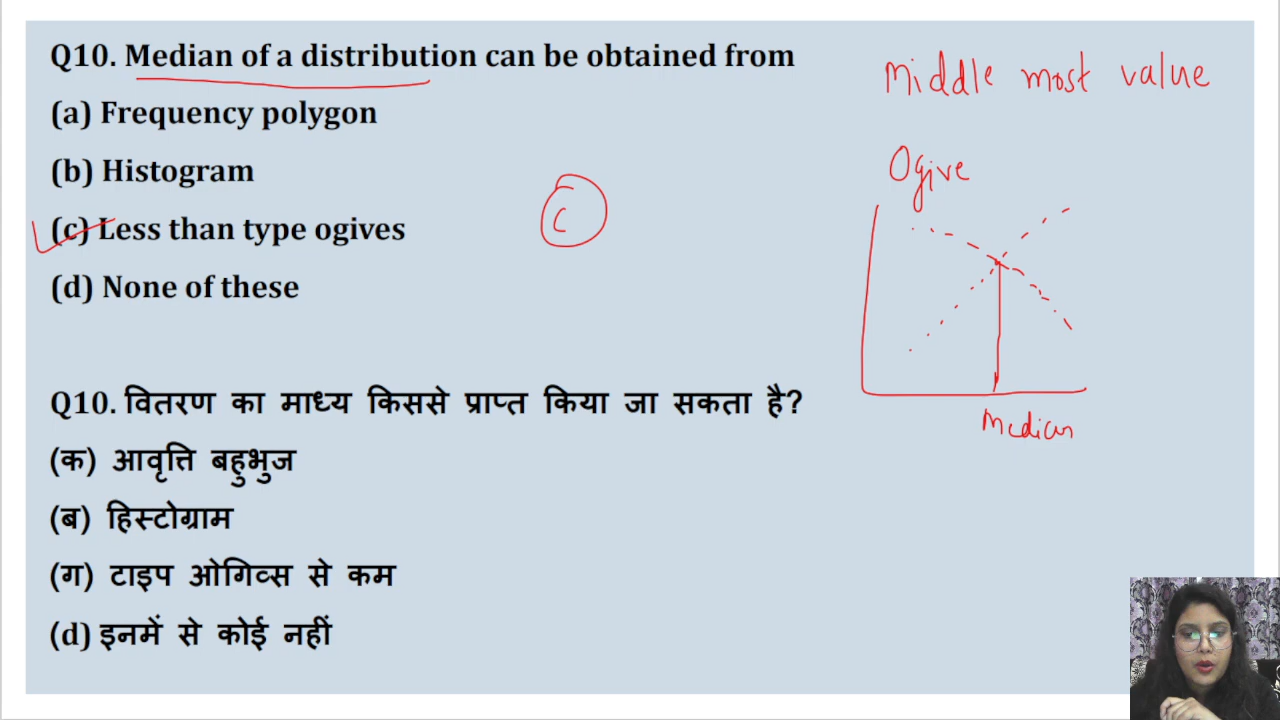 Q10. Median of a distribution can be obtained from
(a) Frequency polygon
(b) Histogram
(c) Less than type ogives
(d) None of these
C
Middle most value
Ogive
Median
Q10. वितरण का माध्य किससे प्राप्त किया जा सकता है?
(क) आवृत्ति बहुभुज
(ब) हिस्टोग्राम
(ग) टाइप ओगिव्स से कम
(d) इनमें से कोई नहीं